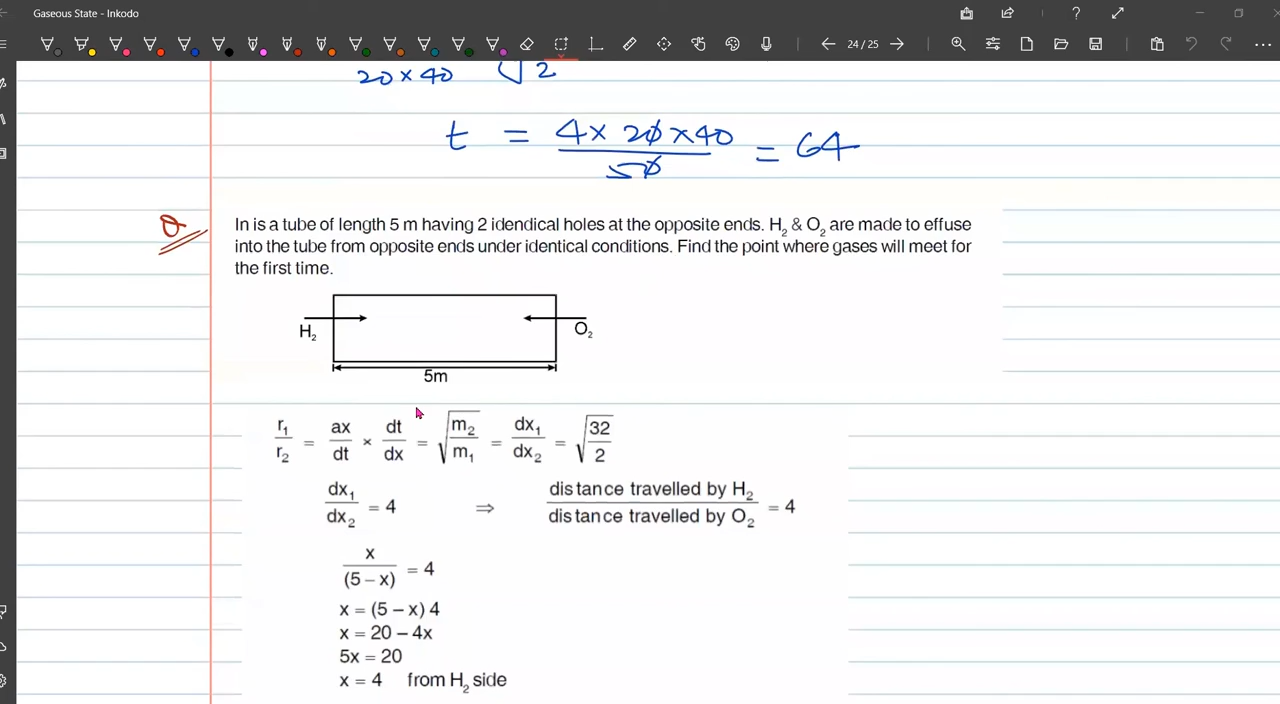 Gaseous State - Inkodo
24 / 25
20 × 40 √2
t = 4 × 20 × 40 / 50 = 64
Q
In is a tube of length 5 m having 2 idendical holes at the opposite ends. H₂ & O₂ are made to effuse
into the tube from opposite ends under identical conditions. Find the point where gases will meet for
the first time.
H₂ O₂
5m
r₁/r₂ = ax/dt × dt/dx = √(m₂/m₁) = dx₁/dx₂ = √(32/2)
dx₁/dx₂ = 4 ⇒ distance travelled by H₂ / distance travelled by O₂ = 4
x/(5 – x) = 4
x = (5 – x) 4
x = 20 – 4x
5x = 20
x = 4 from H₂ side